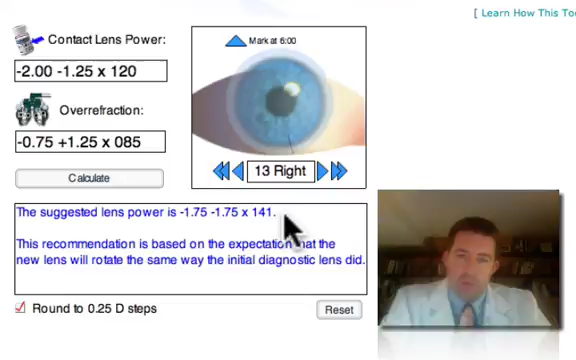 [ Learn How This Too
Contact Lens Power:
-2.00 -1.25 x 120
Overrefraction:
-0.75 +1.25 x 085
Calculate
Mark at 6:00
13 Right
The suggested lens power is -1.75 -1.75 x 141.
This recommendation is based on the expectation that the
new lens will rotate the same way the initial diagnostic lens did.
Round to 0.25 D steps
Reset